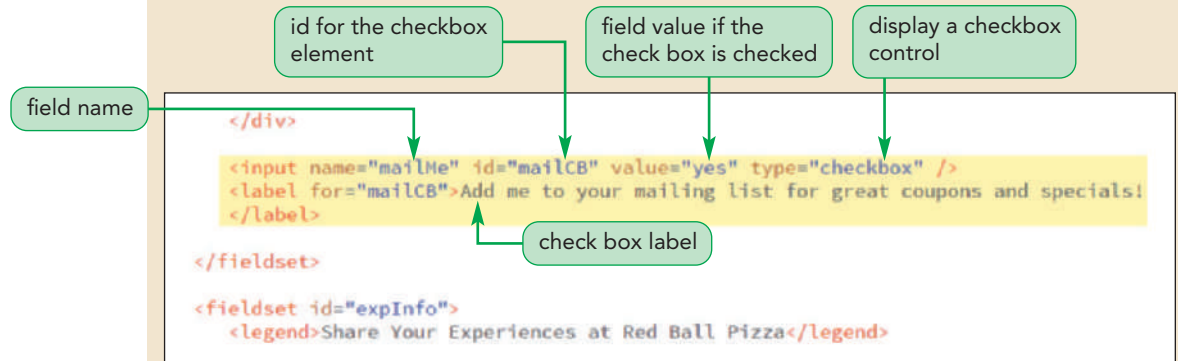 id for the checkbox
element
field value if the
check box is checked
display a checkbox
control
field name
</div>
<input name="mailMe" id="mailCB" value="yes" type="checkbox" />
<label for="mailCB">Add me to your mailing list for great coupons and specials!
</label>
check box label
</fieldset>
<fieldset id="expInfo">
<legend>Share Your Experiences at Red Ball Pizza</legend>